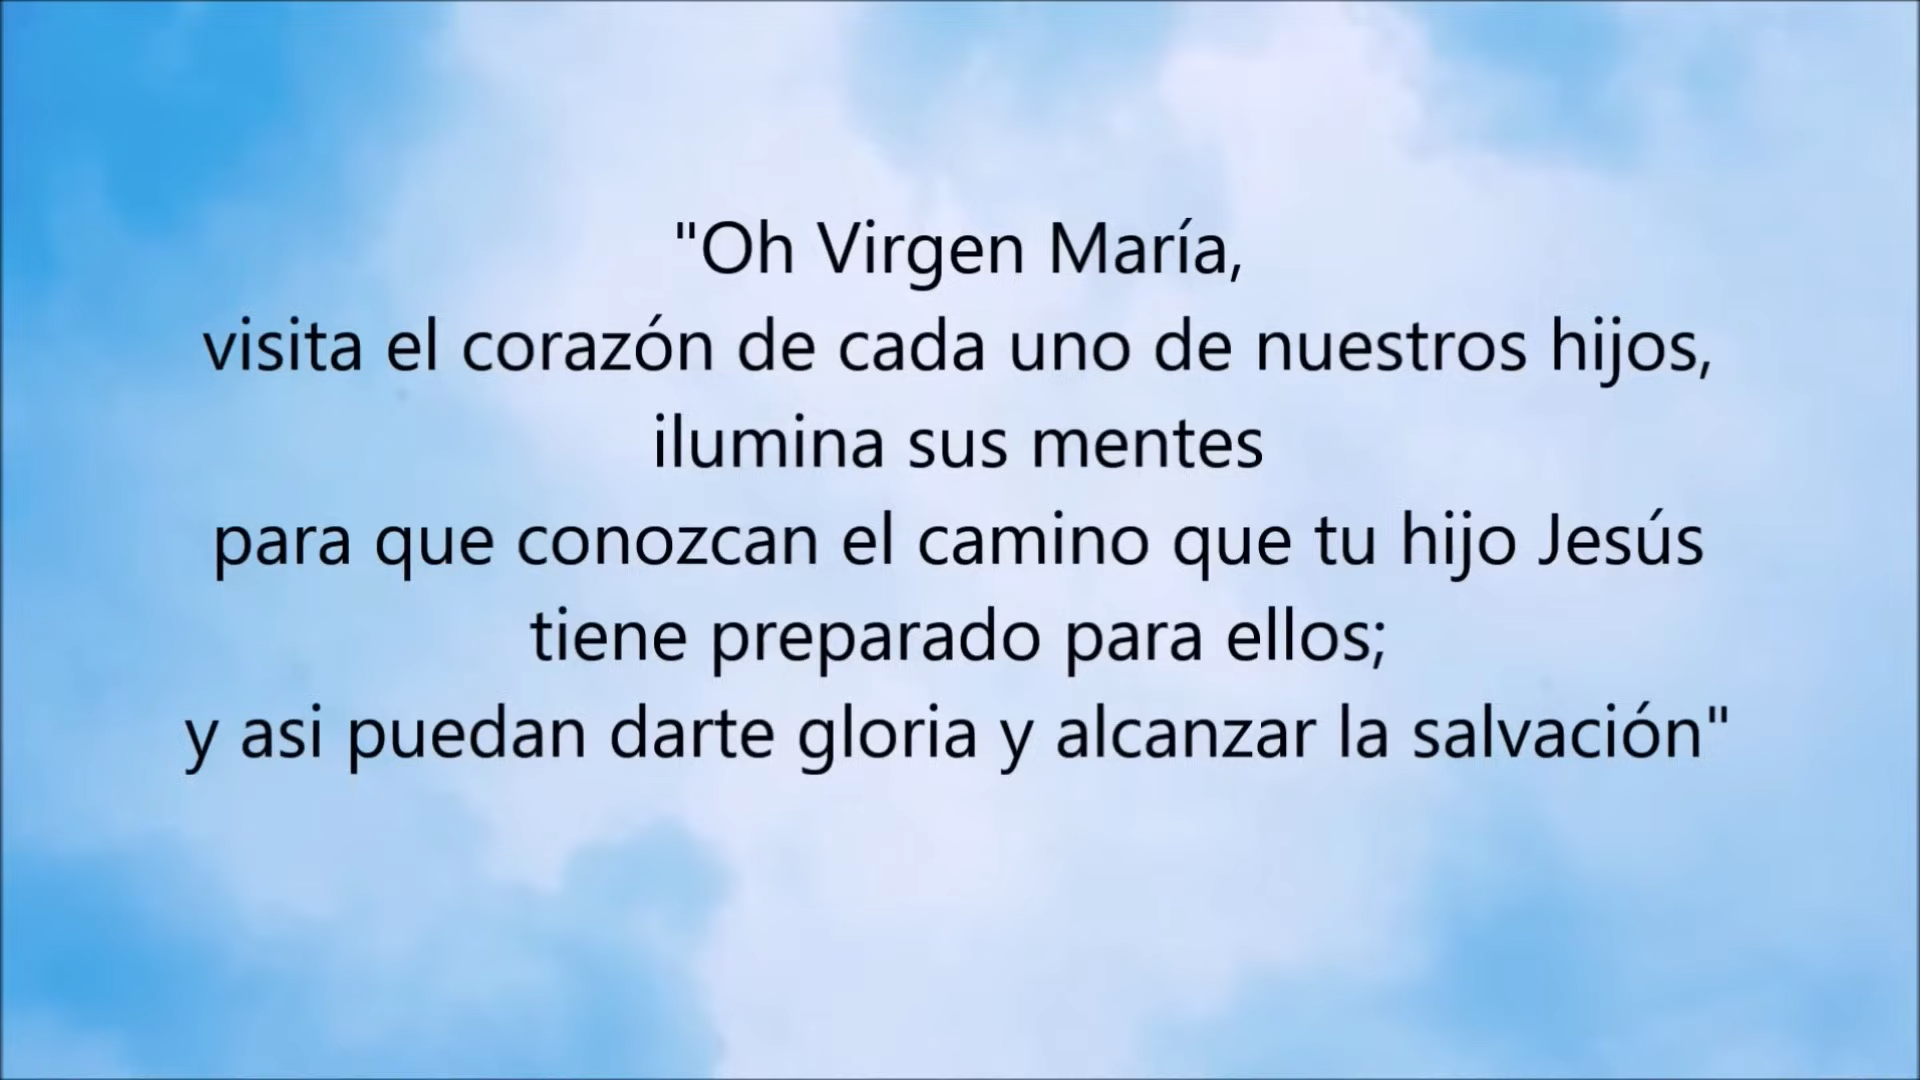 "Oh Virgen María,
visita el corazón de cada uno de nuestros hijos,
ilumina sus mentes
para que conozcan el camino que tu hijo Jesús
tiene preparado para ellos;
y asi puedan darte gloria y alcanzar la salvación"